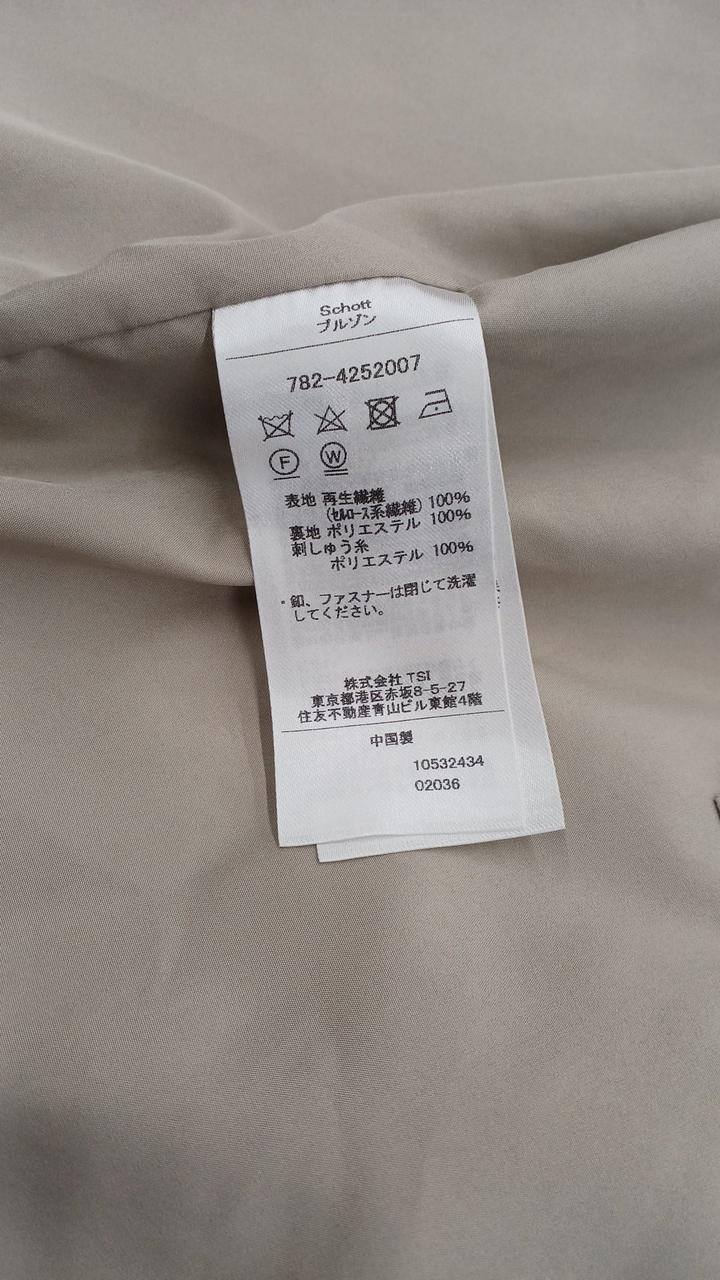 Schott
ブルゾン
782-4252007
F W
表地 再生繊維
(セルロース系繊維) 100%
裏地 ポリエステル 100%
刺しゅう糸
ポリエステル 100%
・釦、ファスナーは閉じて洗濯
してください。
株式会社 TSI
東京都港区赤坂8-5-27
住友不動産青山ビル東館4階
中国製
10532434
02036